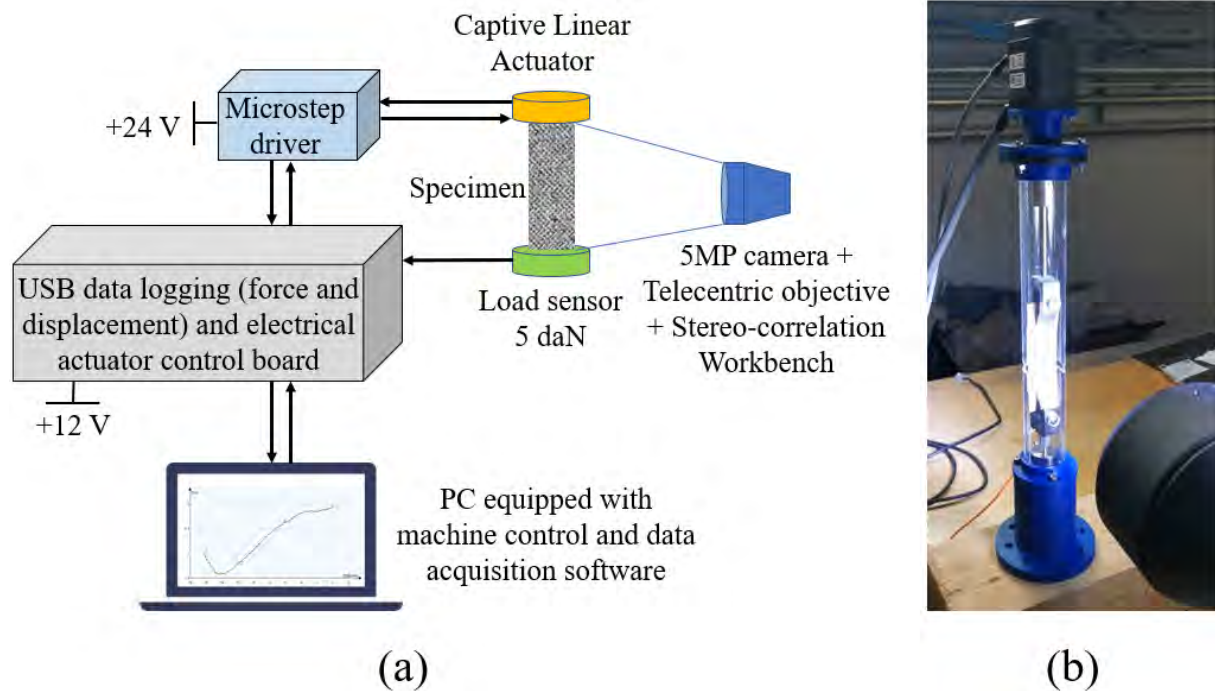 Captive Linear
Actuator
Microstep
driver
+24 V
Specimen
5MP camera +
Telecentric objective
+ Stereo-correlation
Workbench
USB data logging (force and
displacement) and electrical
actuator control board
Load sensor
5 daN
+12 V
PC equipped with
machine control and data
acquisition software
(a)
(b)